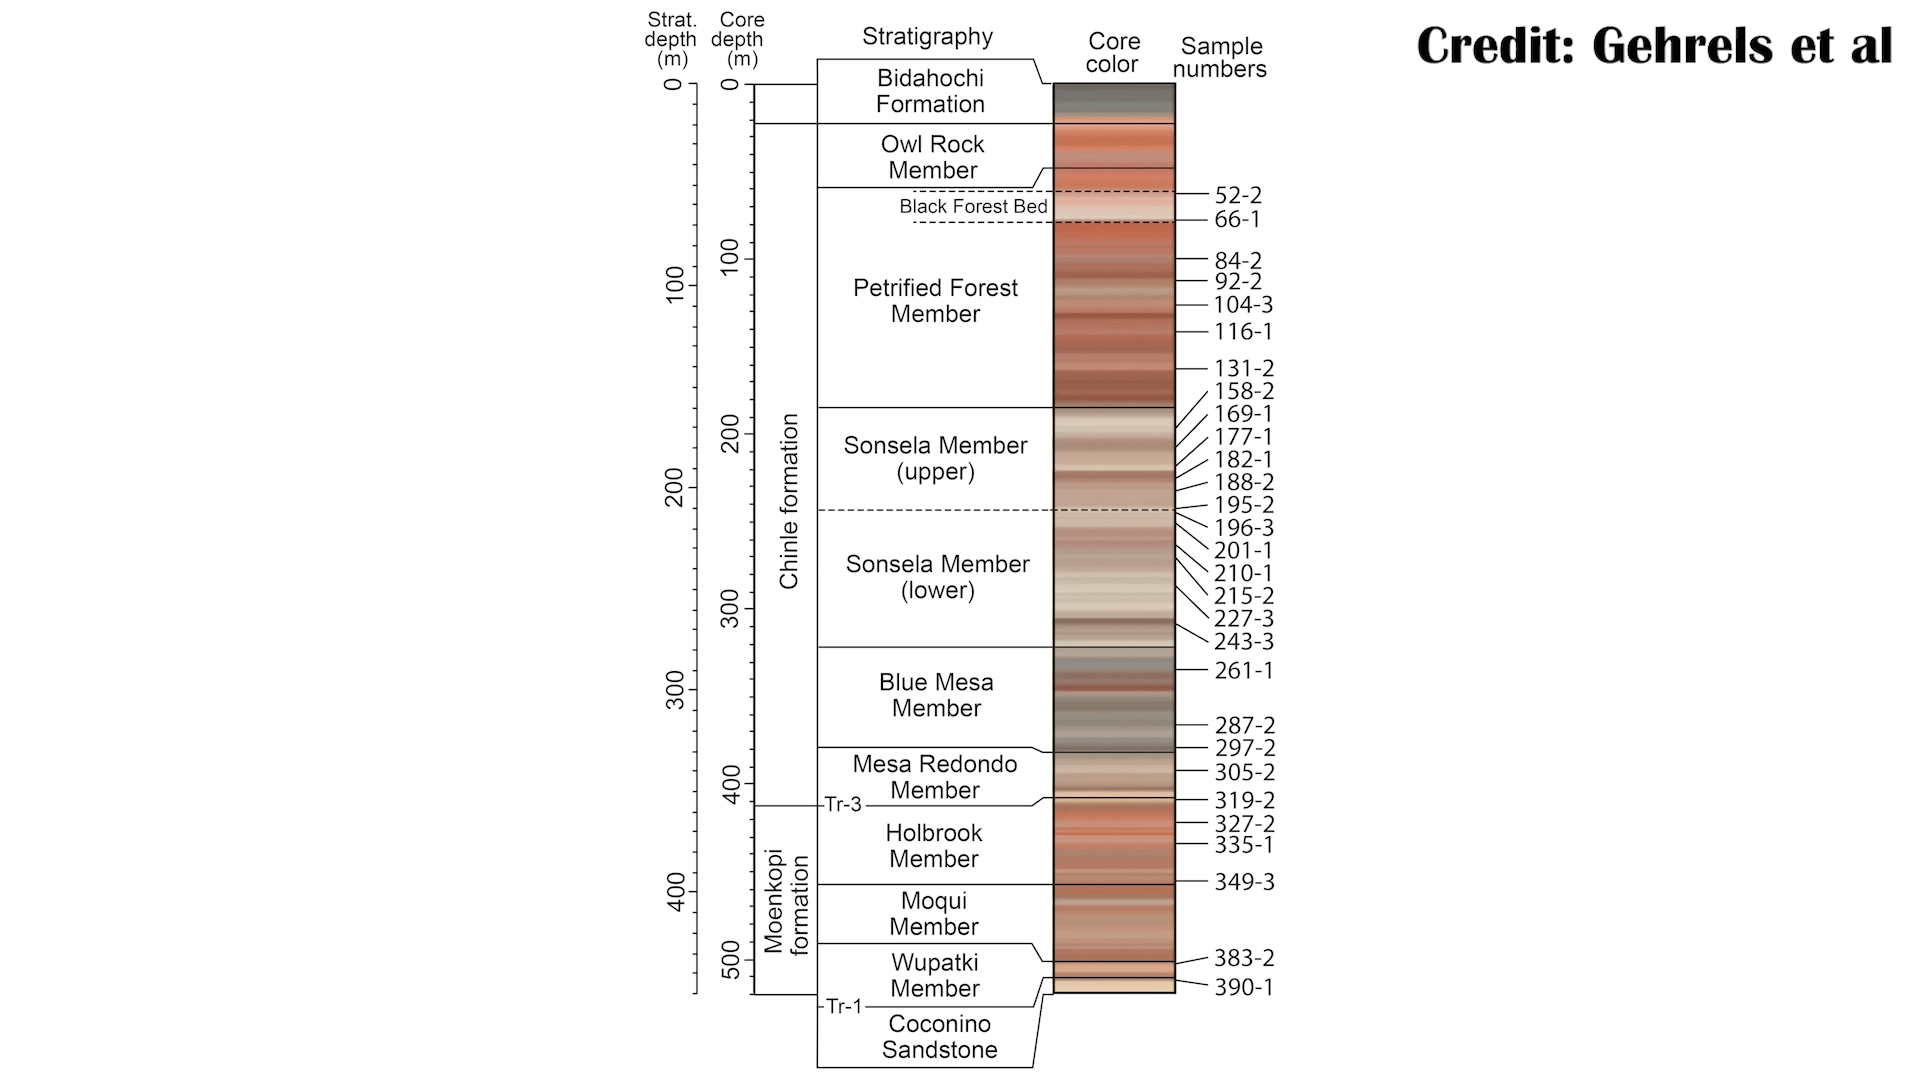 Credit: Gehrels et al
Strat.
depth
(m)
Core
depth
(m)
Stratigraphy
Core
color
Sample
numbers
0
100
200
300
400
0
100
200
300
400
500
Chinle formation
Moenkopi
formation
Bidahochi
Formation
Owl Rock
Member
Black Forest Bed
Petrified Forest
Member
Sonsela Member
(upper)
Sonsela Member
(lower)
Blue Mesa
Member
Mesa Redondo
Member
Tr-3
Holbrook
Member
Moqui
Member
Wupatki
Member
Tr-1
Coconino
Sandstone
52-2
66-1
84-2
92-2
104-3
116-1
131-2
158-2
169-1
177-1
182-1
188-2
195-2
196-3
201-1
210-1
215-2
227-3
243-3
261-1
287-2
297-2
305-2
319-2
327-2
335-1
349-3
383-2
390-1